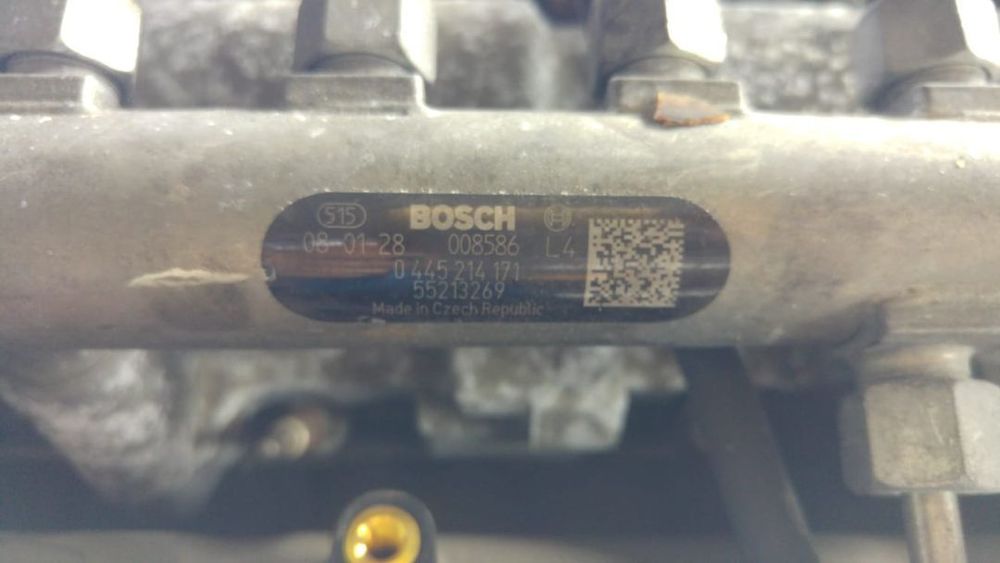 515 BOSCH
08-01-28 008586 L4
0 445 214 171
55213269
Made in Czech Republic